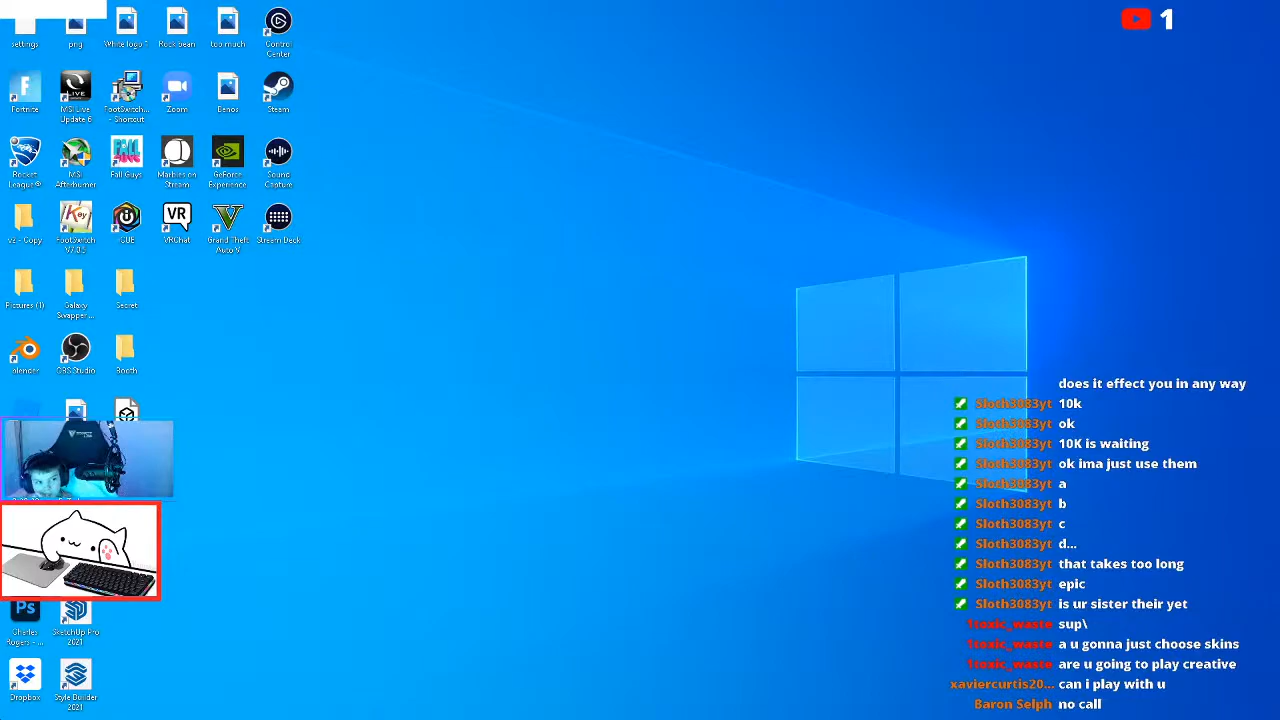 settings
png
White logo
Rock bean
too much
Control
Center
Fortnite
MSI Live
Update 6
FootSwitch...
- Shortcut
Zoom
Benos
Steam
Rocket
League®
MSI
Afterburner
Fall Guys
Marbles on
Stream
GeForce
Experience
Sound
Capture
v2 - Copy
FootSwitch
iCUE
VRChat
Grand Theft
Auto V
Stream Deck
Pictures (1)
Galaxy
Swapper ...
Secret
blender
OBS Studio
Booth
Charles
Rogers - ...
SketchUp Pro
2021
Dropbox
Style Builder
2021
1
does it effect you in any way
Sloth3083yt 10k
Sloth3083yt ok
Sloth3083yt 10K is waiting
Sloth3083yt ok ima just use them
Sloth3083yt a
Sloth3083yt b
Sloth3083yt c
Sloth3083yt d...
Sloth3083yt that takes too long
Sloth3083yt epic
Sloth3083yt is ur sister their yet
1toxic_waste sup\
1toxic_waste a u gonna just choose skins
1toxic_waste are u going to play creative
xaviercurtis20... can i play with u
Baron Selph no call